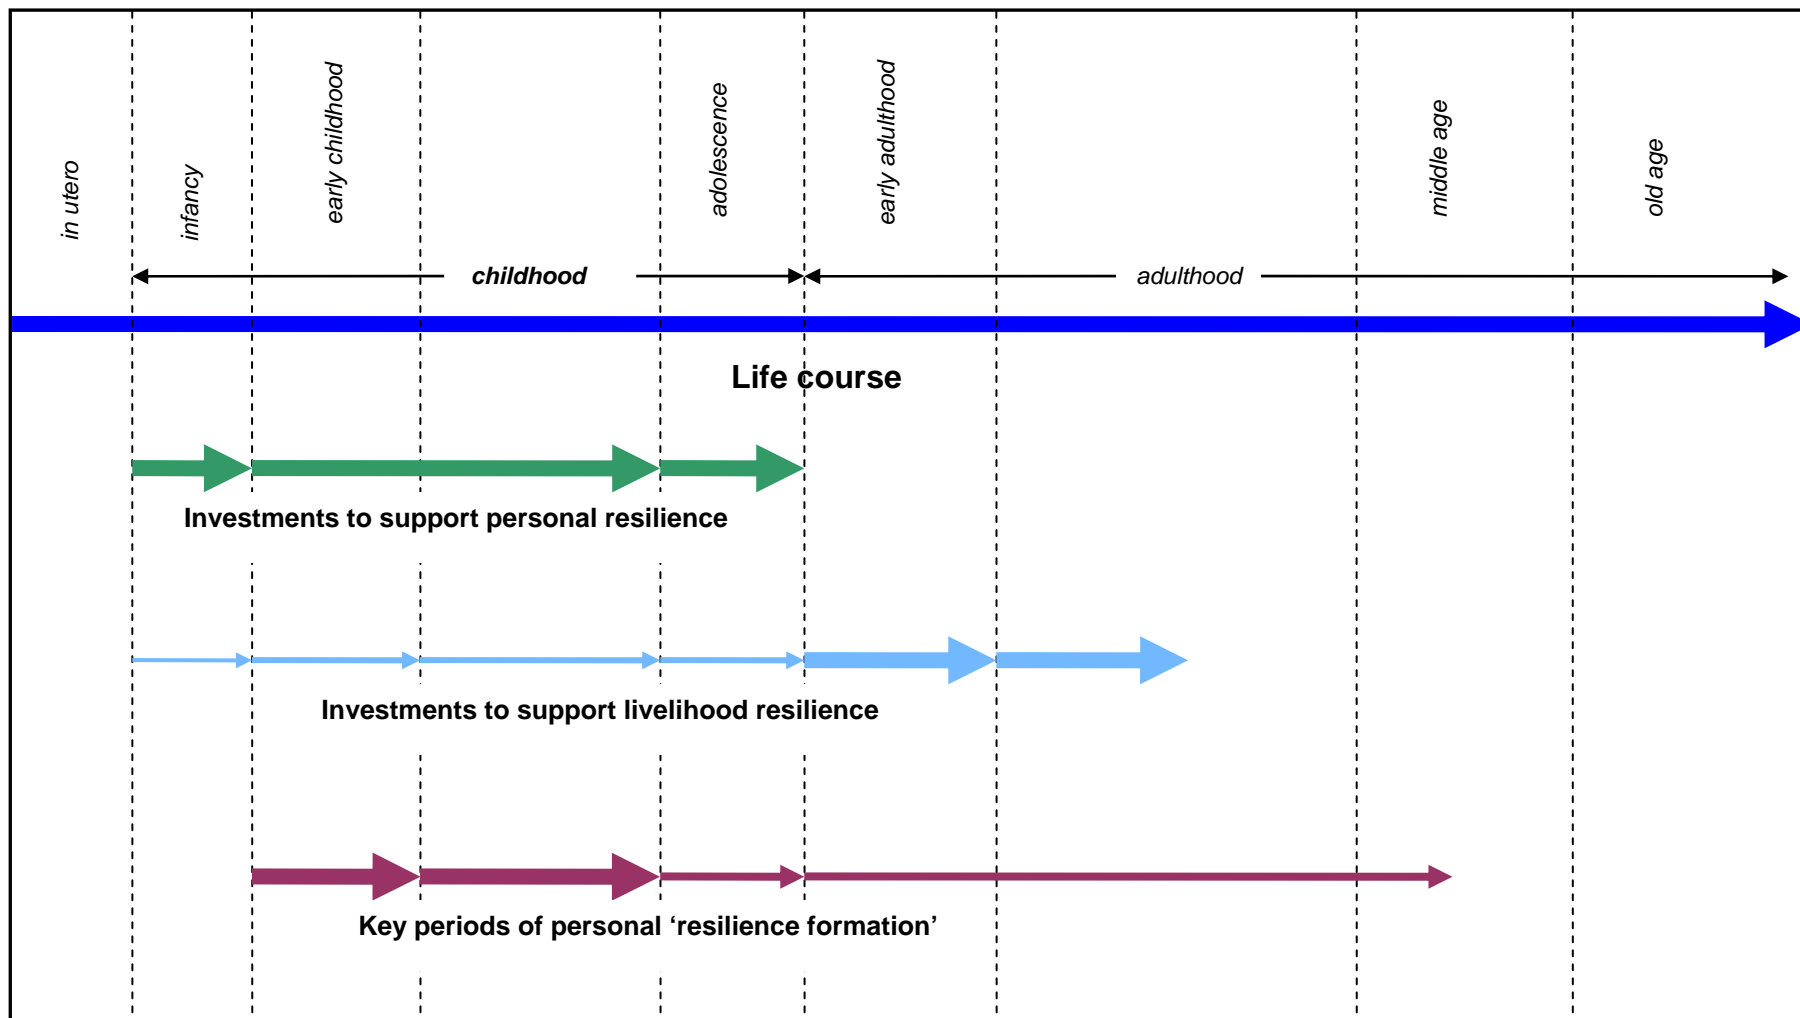 in utero
infancy
early childhood
adolescence
early adulthood
middle age
old age
childhood
adulthood
Life course
Investments to support personal resilience
Investments to support livelihood resilience
Key periods of personal ‘resilience formation’